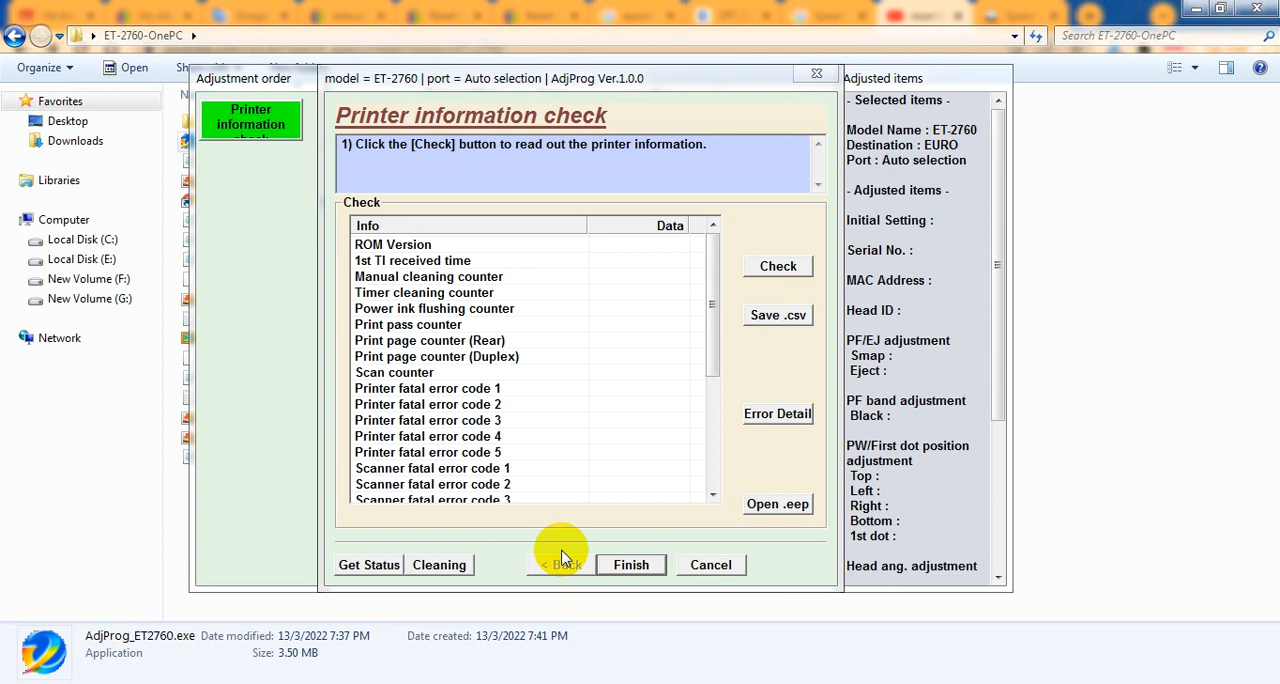 ET-2760-OnePC
Search ET-2760-OnePC
Organize
Open
Favorites
Desktop
Downloads
Libraries
Computer
Local Disk (C:)
Local Disk (E:)
New Volume (F:)
New Volume (G:)
Network
Adjustment order
Printer
information
check
model = ET-2760 | port = Auto selection | AdjProg Ver.1.0.0
Printer information check
1) Click the [Check] button to read out the printer information.
Check
Info Data
ROM Version
1st TI received time
Manual cleaning counter
Timer cleaning counter
Power ink flushing counter
Print pass counter
Print page counter (Rear)
Print page counter (Duplex)
Scan counter
Printer fatal error code 1
Printer fatal error code 2
Printer fatal error code 3
Printer fatal error code 4
Printer fatal error code 5
Scanner fatal error code 1
Scanner fatal error code 2
Scanner fatal error code 3
Check
Save .csv
Error Detail
Open .eep
Get Status Cleaning < Back Finish Cancel
Adjusted items
- Selected items -
Model Name : ET-2760
Destination : EURO
Port : Auto selection
- Adjusted items -
Initial Setting :
Serial No. :
MAC Address :
Head ID :
PF/EJ adjustment
Smap :
Eject :
PF band adjustment
Black :
PW/First dot position
adjustment
Top :
Left :
Right :
Bottom :
1st dot :
Head ang. adjustment
AdjProg_ET2760.exe Date modified: 13/3/2022 7:37 PM Date created: 13/3/2022 7:41 PM
Application Size: 3.50 MB